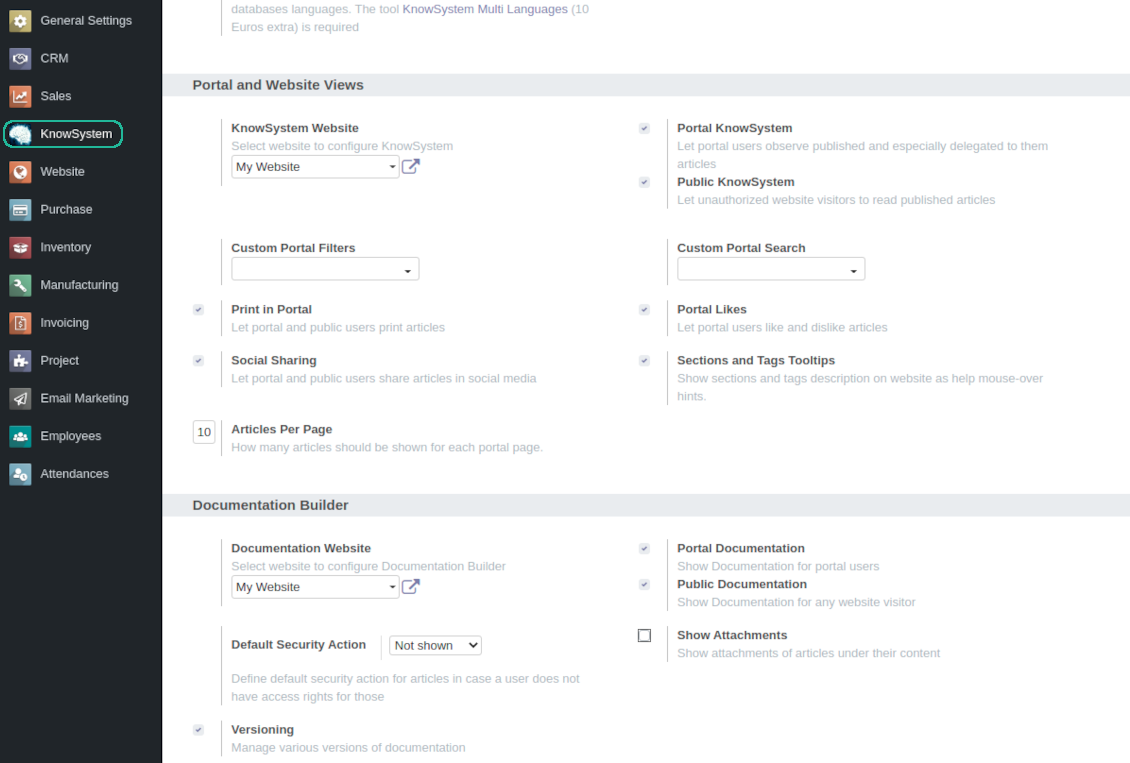 General Settings
CRM
Sales
KnowSystem
Website
Purchase
Inventory
Manufacturing
Invoicing
Project
Email Marketing
Employees
Attendances
databases languages. The tool KnowSystem Multi Languages (10
Euros extra) is required
Portal and Website Views
KnowSystem Website
Select website to configure KnowSystem
My Website
Portal KnowSystem
Let portal users observe published and especially delegated to them
articles
Public KnowSystem
Let unauthorized website visitors to read published articles
Custom Portal Filters
Custom Portal Search
Print in Portal
Let portal and public users print articles
Portal Likes
Let portal users like and dislike articles
Social Sharing
Let portal and public users share articles in social media
Sections and Tags Tooltips
Show sections and tags description on website as help mouse-over
hints.
10
Articles Per Page
How many articles should be shown for each portal page.
Documentation Builder
Documentation Website
Select website to configure Documentation Builder
My Website
Portal Documentation
Show Documentation for portal users
Public Documentation
Show Documentation for any website visitor
Default Security Action
Not shown
Define default security action for articles in case a user does not
have access rights for those
Show Attachments
Show attachments of articles under their content
Versioning
Manage various versions of documentation